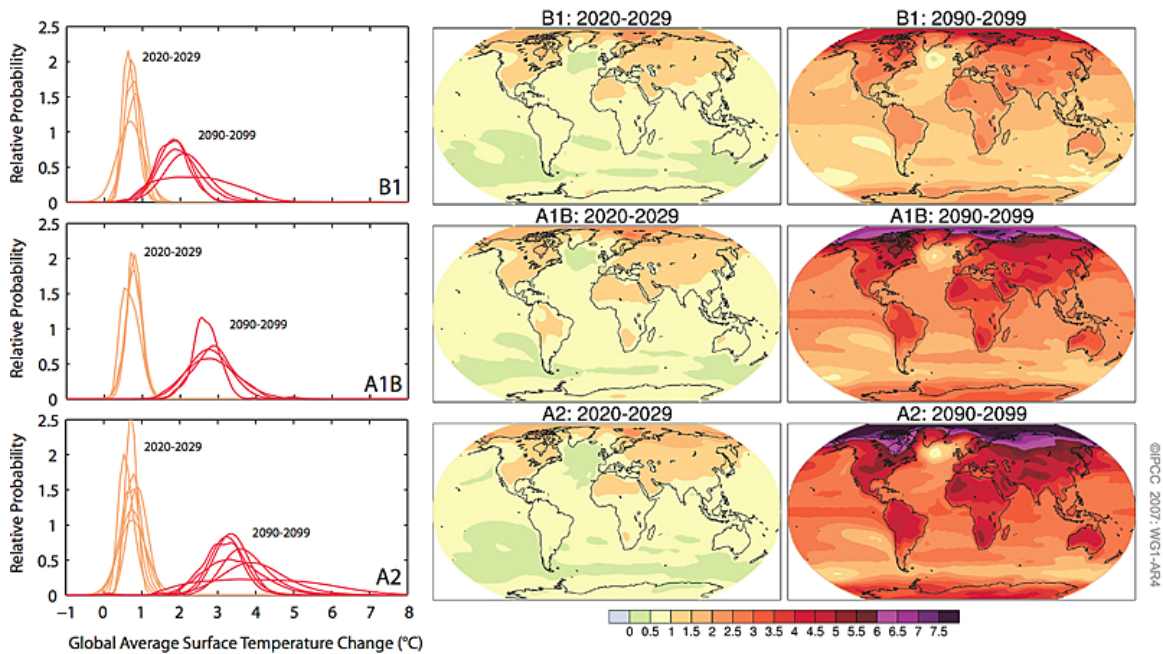 2.5
2
1.5
1
0.5
0
Relative Probability
2020-2029
2090-2099
B1
2.5
2
1.5
1
0.5
0
Relative Probability
2020-2029
2090-2099
A1B
2.5
2
1.5
1
0.5
0
Relative Probability
2020-2029
2090-2099
A2
−1 0 1 2 3 4 5 6 7 8
Global Average Surface Temperature Change (°C)
B1: 2020-2029
B1: 2090-2099
A1B: 2020-2029
A1B: 2090-2099
A2: 2020-2029
A2: 2090-2099
0 0.5 1 1.5 2 2.5 3 3.5 4 4.5 5 5.5 6 6.5 7 7.5
©IPCC 2007: WG1-AR4